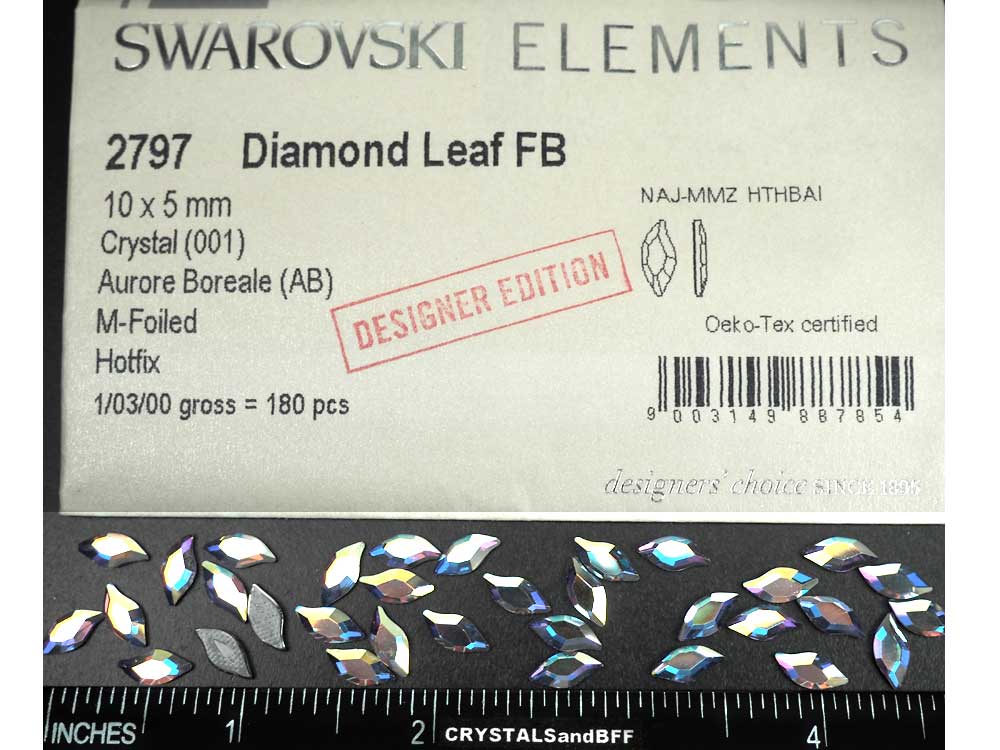 SWAROVSKI ELEMENTS
2797 Diamond Leaf FB
10 x 5 mm
Crystal (001)
Aurore Boreale (AB)
M-Foiled
Hotfix
1/03/00 gross = 180 pcs
NAJ-MMZ HTHBAI
DESIGNER EDITION
Oeko-Tex certified
9 003149 887854
designers' choice SINCE 1895
INCHES 1 2 CRYSTALSandBFF 4